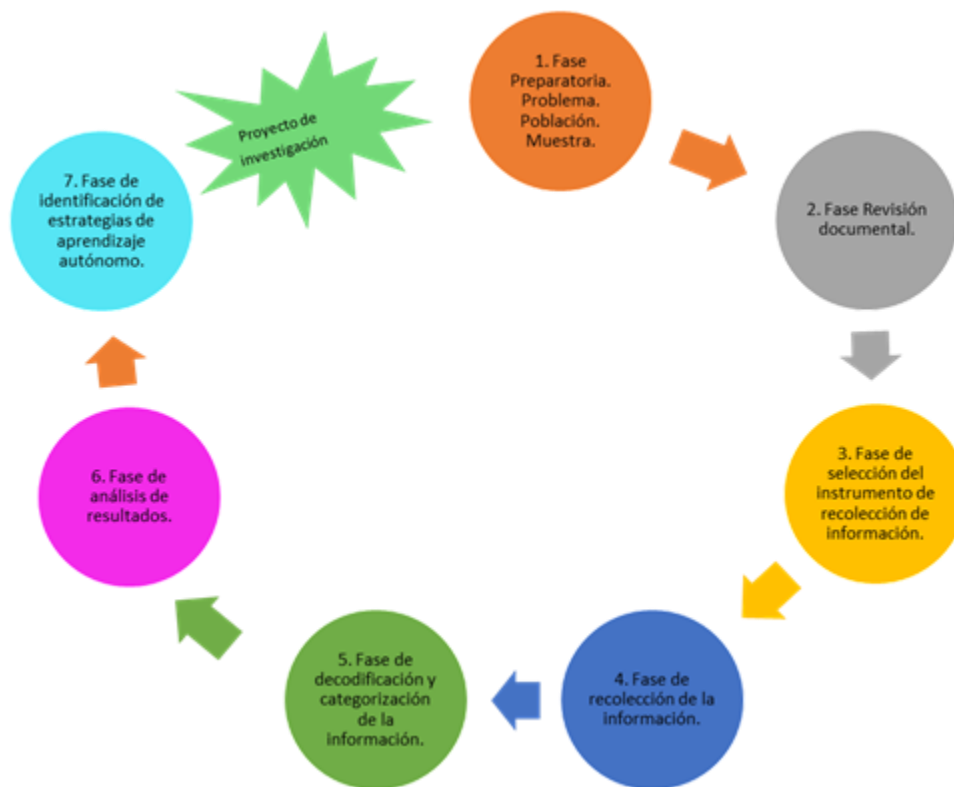 Proyecto de
investigación
1. Fase
Preparatoria.
Problema.
Población.
Muestra.
2. Fase Revisión
documental.
3. Fase de
selección del
instrumento de
recolección de
información.
4. Fase de
recolección de la
información.
5. Fase de
decodificación y
categorización
de la
información.
6. Fase de
análisis de
resultados.
7. Fase de
identificación de
estrategias de
aprendizaje
autónomo.